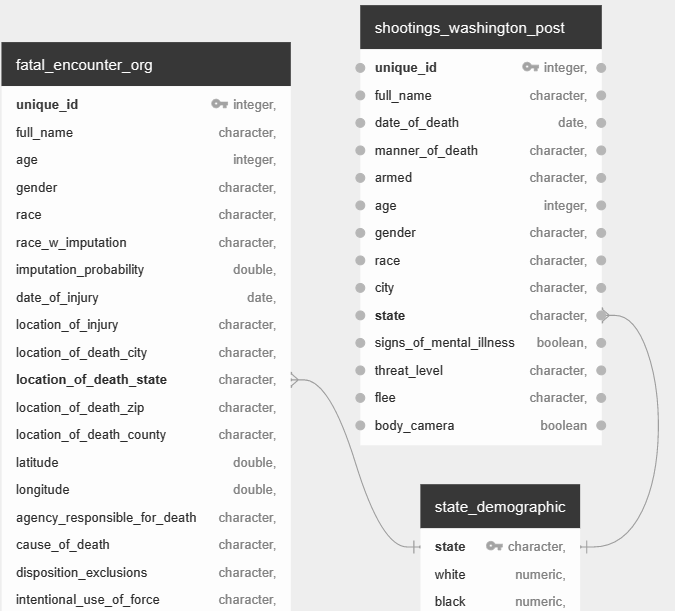 fatal_encounter_org
unique_id integer,
full_name character,
age integer,
gender character,
race character,
race_w_imputation character,
imputation_probability double,
date_of_injury date,
location_of_injury character,
location_of_death_city character,
location_of_death_state character,
location_of_death_zip character,
location_of_death_county character,
latitude double,
longitude double,
agency_responsible_for_death character,
cause_of_death character,
disposition_exclusions character,
intentional_use_of_force character,
shootings_washington_post
unique_id integer,
full_name character,
date_of_death date,
manner_of_death character,
armed character,
age integer,
gender character,
race character,
city character,
state character,
signs_of_mental_illness boolean,
threat_level character,
flee character,
body_camera boolean
state_demographic
state character,
white numeric,
black numeric,